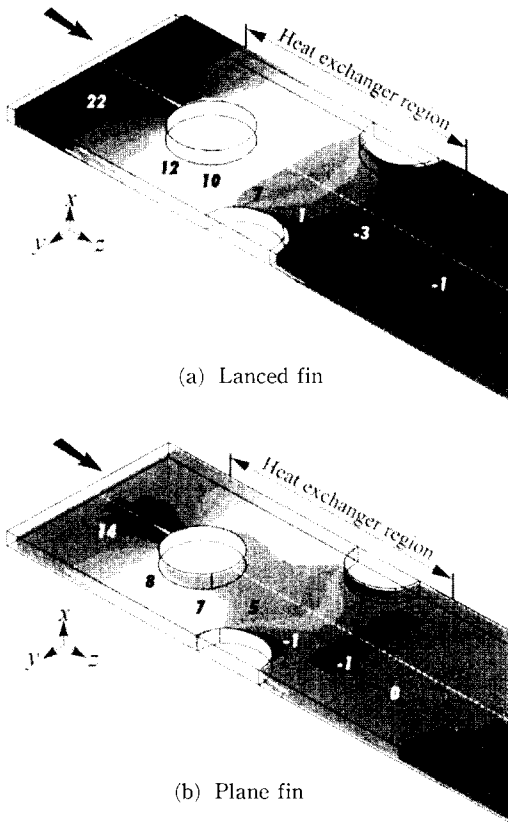 Heat exchanger region
22
12
10
7
1
-3
-1
x
y
z
(a) Lanced fin
Heat exchanger region
14
8
7
5
-1
-1
0
x
y
z
(b) Plane fin